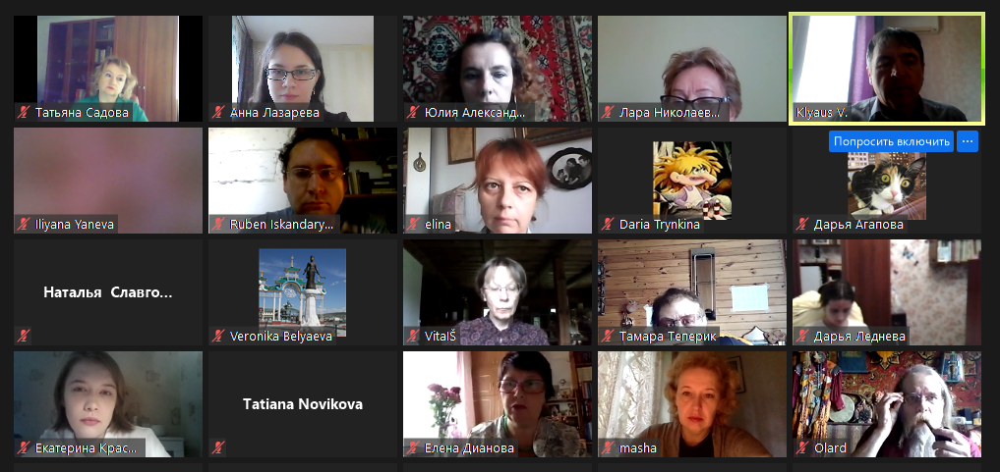 Татьяна Садова
Анна Лазарева
Юлия Александ...
Лара Николаев...
Klyaus V.
Попросить включить
Iliyana Yaneva
Ruben Iskandary...
elina
Daria Trynkina
Дарья Агапова
Наталья Славго...
Veronika Belyaeva
VitalŠ
Тамара Теперик
Дарья Леднева
Екатерина Крас...
Tatiana Novikova
Елена Дианова
masha
Olard